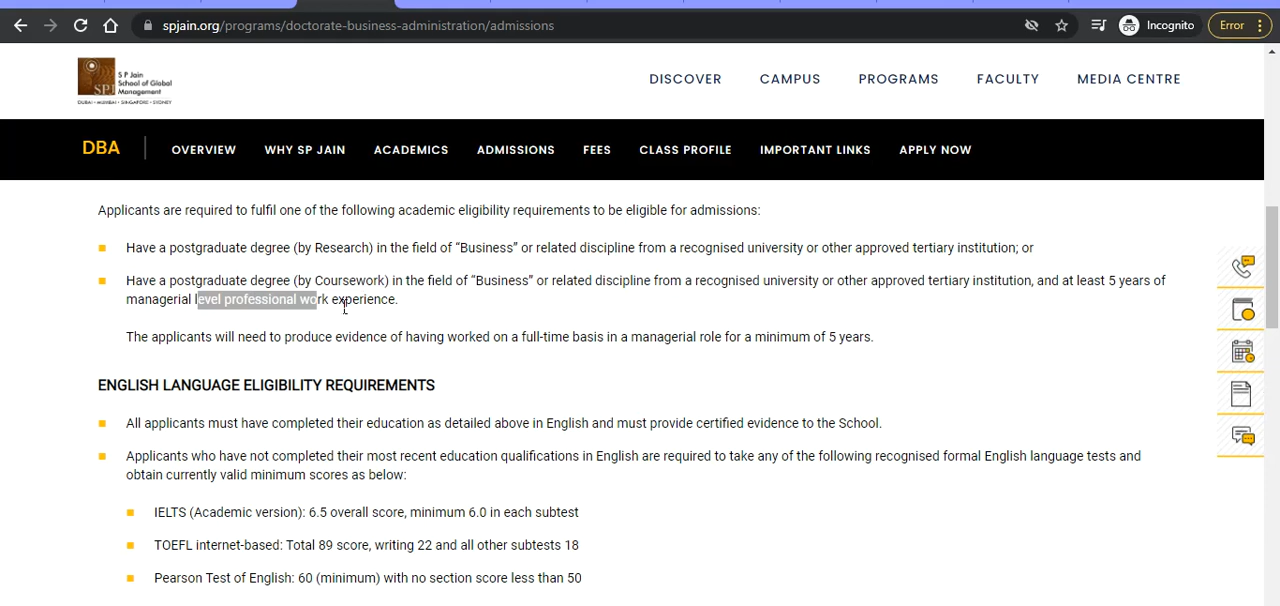 spjain.org/programs/doctorate-business-administration/admissions
Incognito
Error
S P Jain
School of Global
Management
DUBAI • MUMBAI • SINGAPORE • SYDNEY
DISCOVER CAMPUS PROGRAMS FACULTY MEDIA CENTRE
DBA OVERVIEW WHY SP JAIN ACADEMICS ADMISSIONS FEES CLASS PROFILE IMPORTANT LINKS APPLY NOW
Applicants are required to fulfil one of the following academic eligibility requirements to be eligible for admissions:
Have a postgraduate degree (by Research) in the field of “Business” or related discipline from a recognised university or other approved tertiary institution; or
Have a postgraduate degree (by Coursework) in the field of “Business” or related discipline from a recognised university or other approved tertiary institution, and at least 5 years of
managerial level professional work experience.
The applicants will need to produce evidence of having worked on a full-time basis in a managerial role for a minimum of 5 years.
ENGLISH LANGUAGE ELIGIBILITY REQUIREMENTS
All applicants must have completed their education as detailed above in English and must provide certified evidence to the School.
Applicants who have not completed their most recent education qualifications in English are required to take any of the following recognised formal English language tests and
obtain currently valid minimum scores as below:
IELTS (Academic version): 6.5 overall score, minimum 6.0 in each subtest
TOEFL internet-based: Total 89 score, writing 22 and all other subtests 18
Pearson Test of English: 60 (minimum) with no section score less than 50